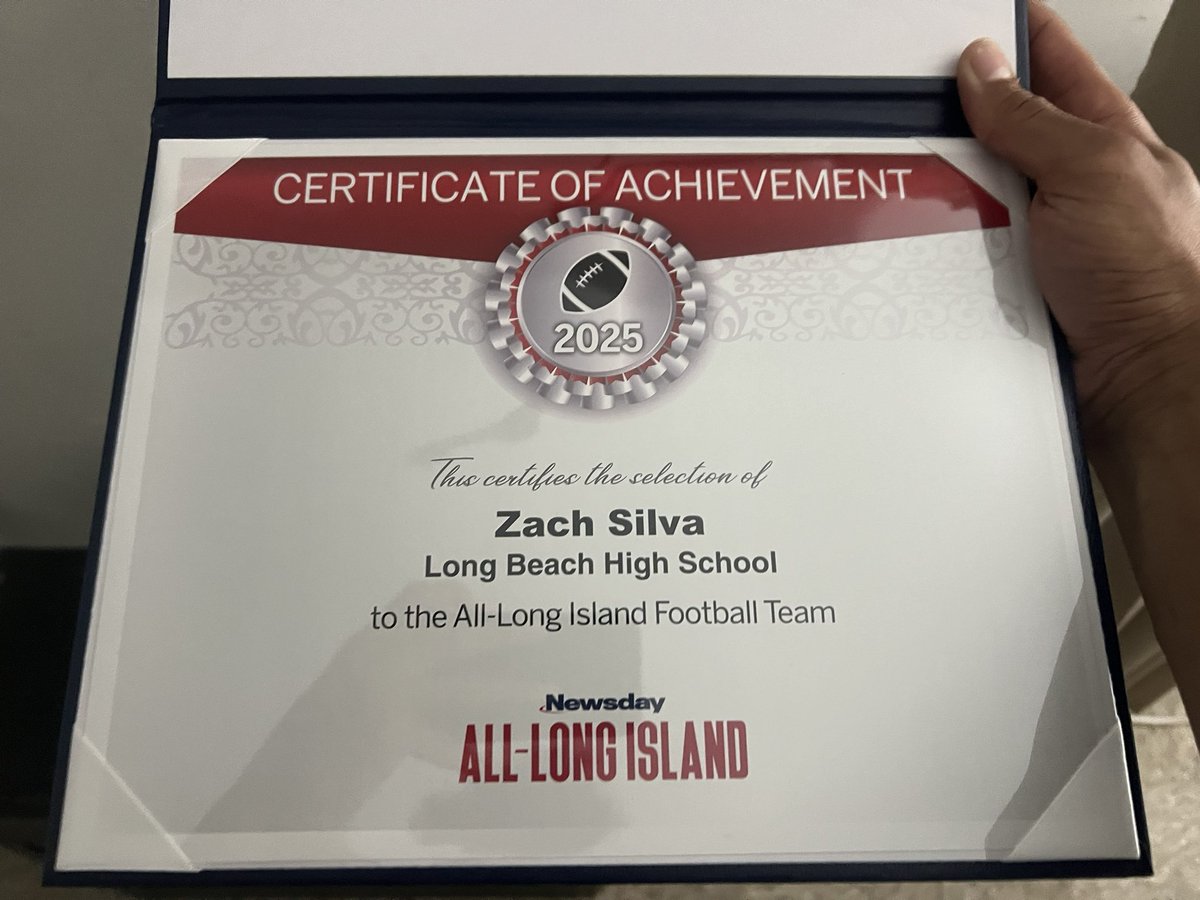 CERTIFICATE OF ACHIEVEMENT
2025
This certifies the selection of
Zach Silva
Long Beach High School
to the All-Long Island Football Team
Newsday
ALL-LONG ISLAND